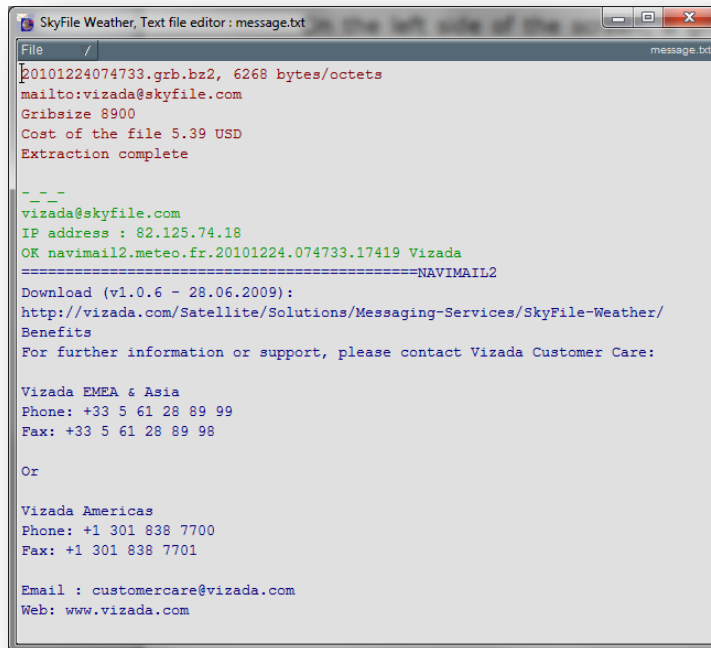 On the left side of the
SkyFile Weather, Text file editor : message.txt
File /
message.txt
20101224074733.grb.bz2, 6268 bytes/octets
mailto:vizada@skyfile.com
Gribsize 8900
Cost of the file 5.39 USD
Extraction complete
-_-_-
vizada@skyfile.com
IP address : 82.125.74.18
OK navimail2.meteo.fr.20101224.074733.17419 Vizada
=============================================NAVIMAIL2
Download (v1.0.6 - 28.06.2009):
http://vizada.com/Satellite/Solutions/Messaging-Services/SkyFile-Weather/
Benefits
For further information or support, please contact Vizada Customer Care:
Vizada EMEA & Asia
Phone: +33 5 61 28 89 99
Fax: +33 5 61 28 89 98
Or
Vizada Americas
Phone: +1 301 838 7700
Fax: +1 301 838 7701
Email : customercare@vizada.com
Web: www.vizada.com